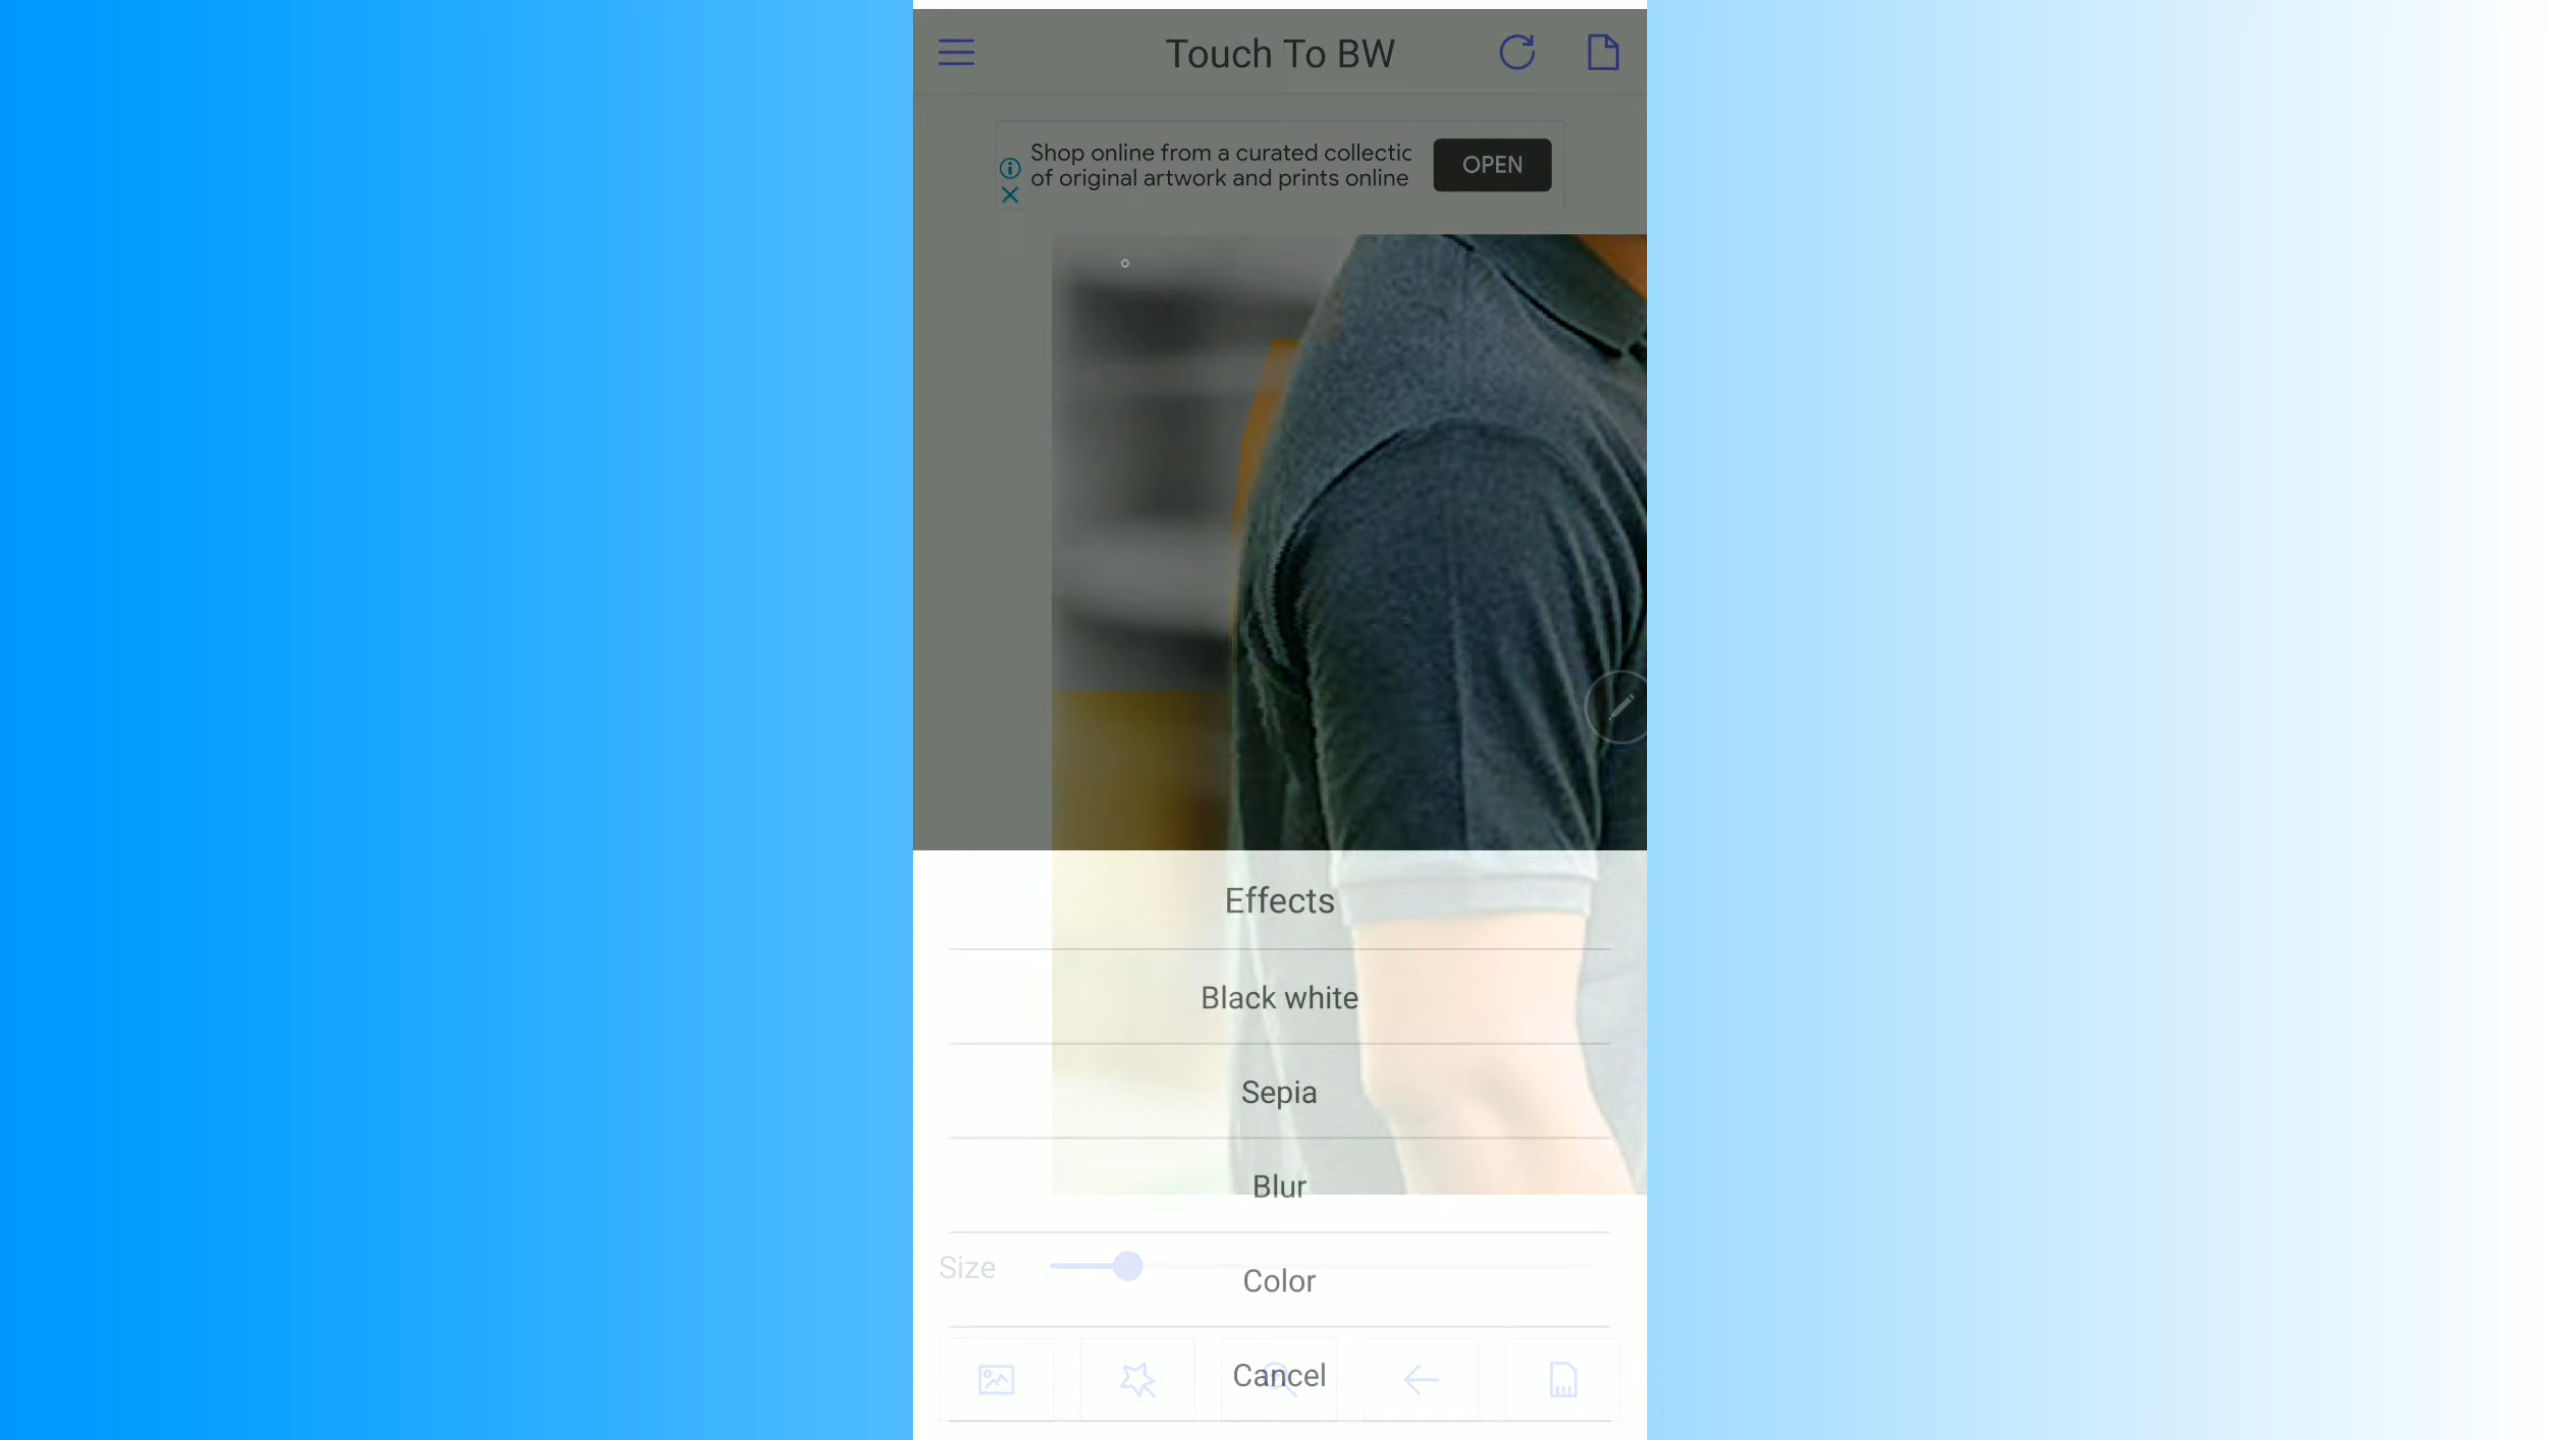 Touch To BW
Shop online from a curated collectic
of original artwork and prints online
OPEN
Effects
Black white
Sepia
Blur
Size
Color
Cancel